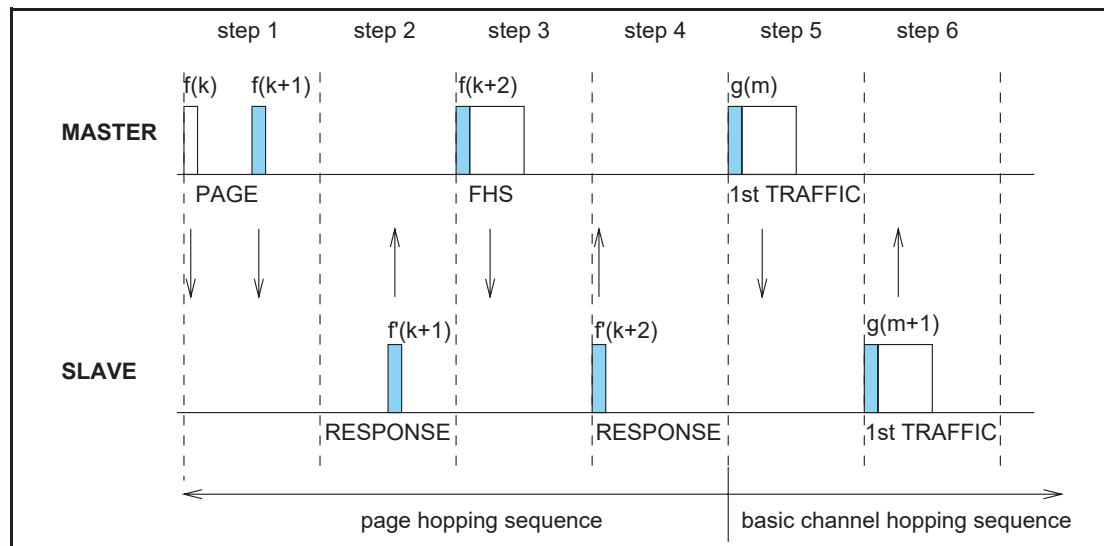 step 1 step 2 step 3 step 4 step 5 step 6
f(k) f(k+1) f(k+2) g(m)
MASTER
PAGE FHS 1st TRAFFIC
f'(k+1) f'(k+2) g(m+1)
SLAVE
RESPONSE RESPONSE 1st TRAFFIC
page hopping sequence basic channel hopping sequence